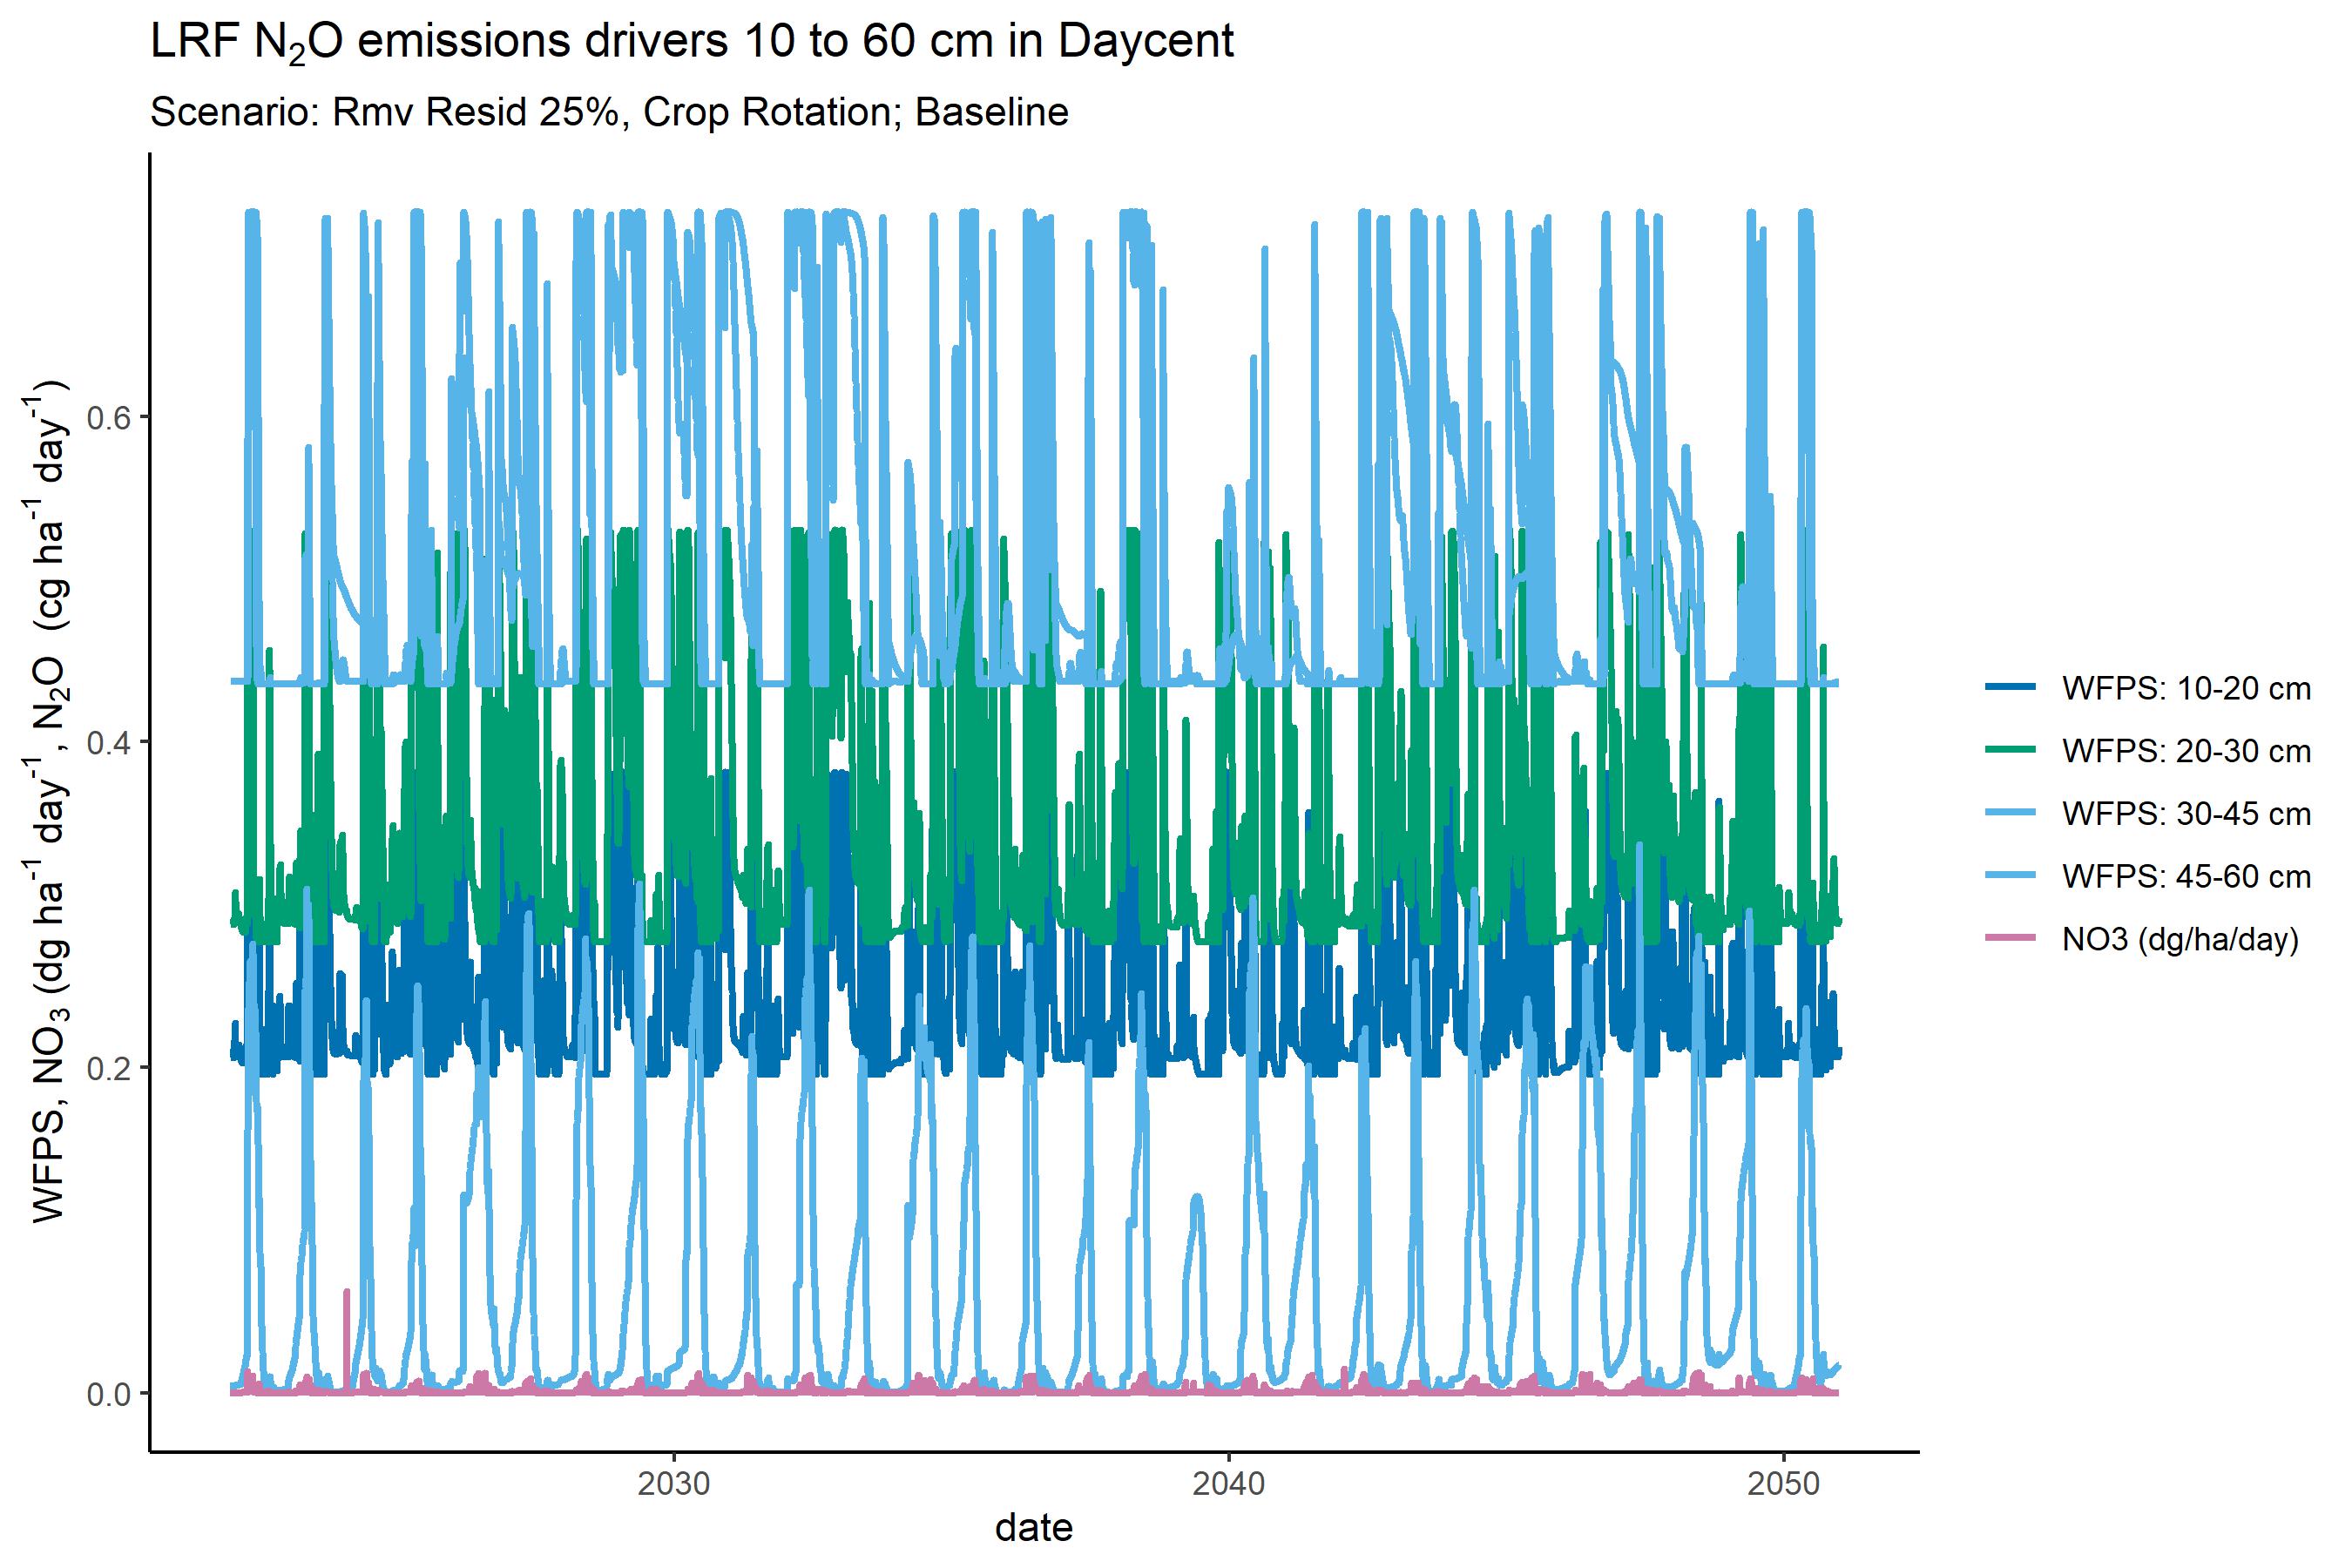 LRF N₂O emissions drivers 10 to 60 cm in Daycent
Scenario: Rmv Resid 25%, Crop Rotation; Baseline
WFPS, NO₃ (dg ha⁻¹ day⁻¹, N₂O (cg ha⁻¹ day⁻¹)
0.6
0.4
0.2
0.0
2030
2040
2050
date
WFPS: 10-20 cm
WFPS: 20-30 cm
WFPS: 30-45 cm
WFPS: 45-60 cm
NO3 (dg/ha/day)